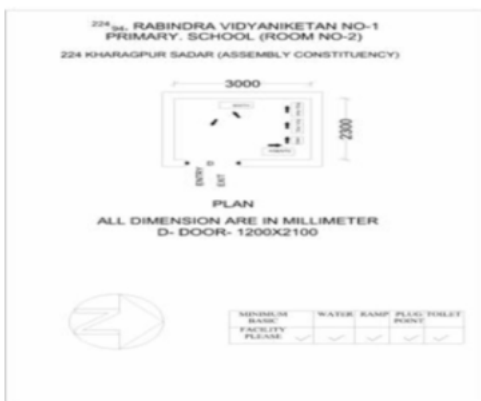 224 94, RABINDRA VIDYANIKETAN NO-1
PRIMARY. SCHOOL (ROOM NO-2)
224 KHARAGPUR SADAR (ASSEMBLY CONSTITUENCY)
3000
2300
D
ENTRY
EXIT
PLAN
ALL DIMENSION ARE IN MILLIMETER
D- DOOR- 1200X2100
MINIMUM BASIC FACILITY PLEASE
WATER
RAMP
PLUG POINT
TOILET